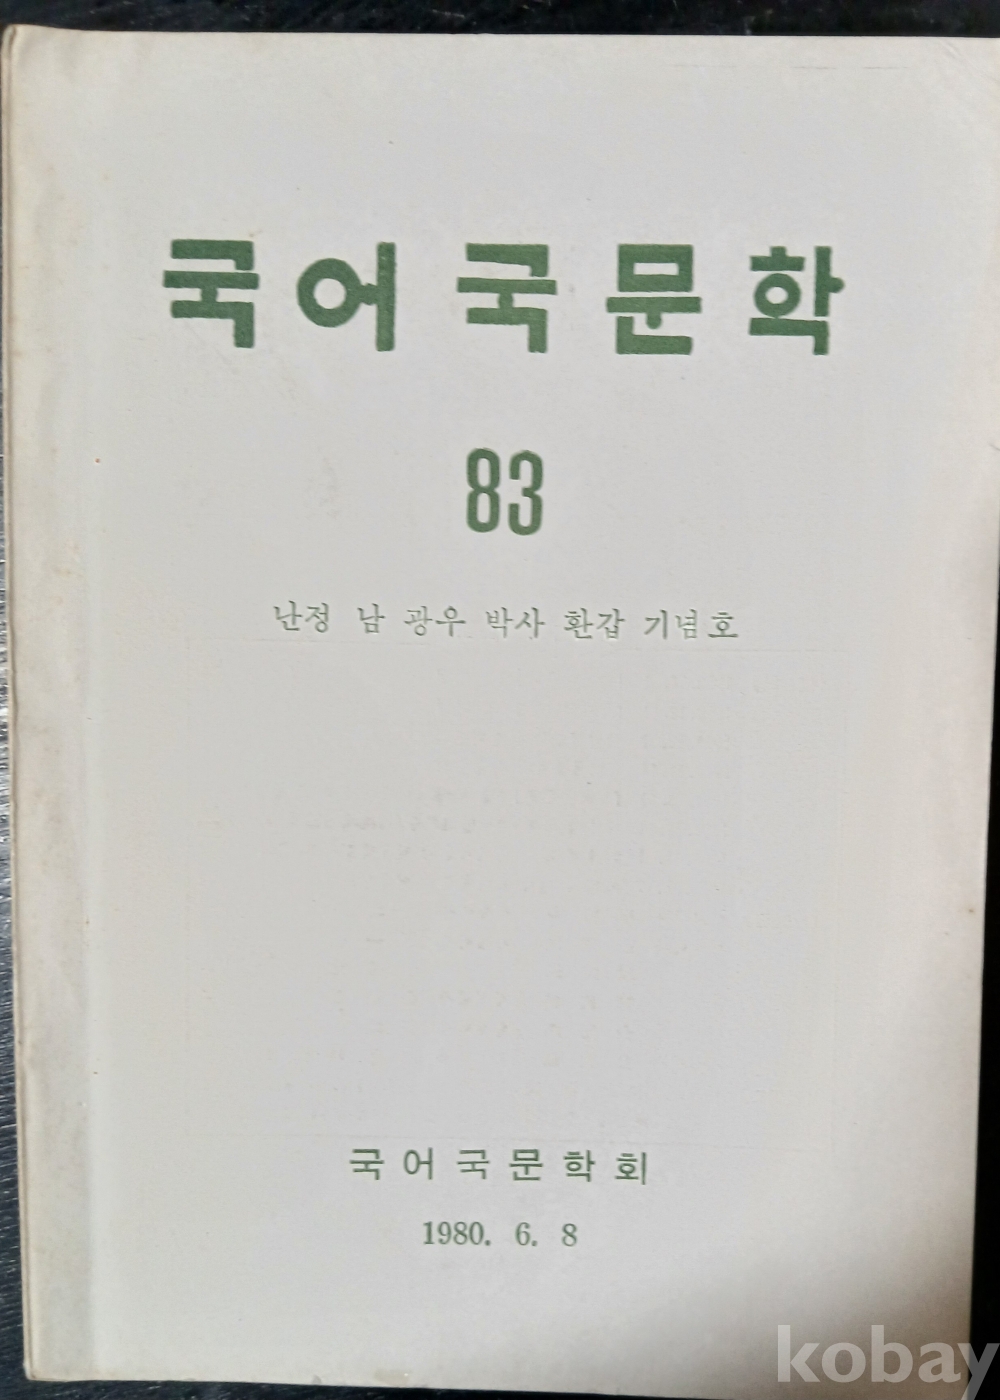 국어국문학
83
난정 남 광우 박사 환갑 기념호
국어국문학회
1980. 6. 8
kobay